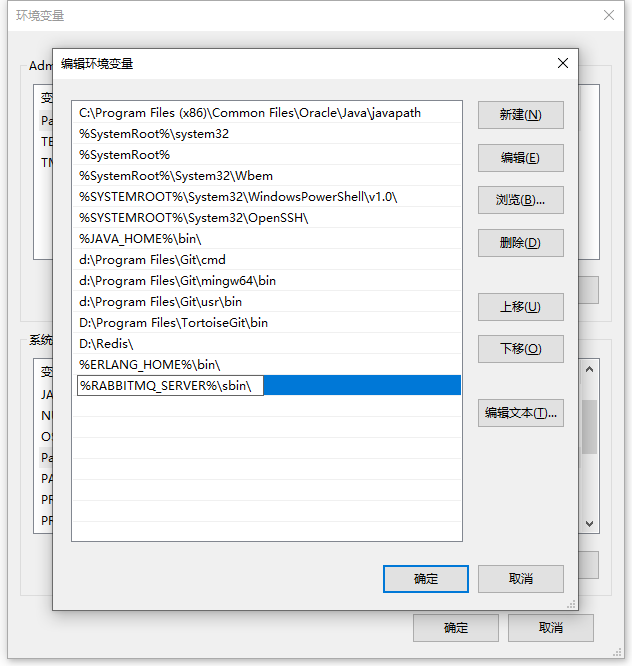 环境变量
编辑环境变量
Adm
变
Pa
TE
系统
变
JA
NU
OS
Pa
PA
PR
PR
C:\Program Files (x86)\Common Files\Oracle\Java\javapath
%SystemRoot%\system32
%SystemRoot%
%SystemRoot%\System32\Wbem
%SYSTEMROOT%\System32\WindowsPowerShell\v1.0\
%SYSTEMROOT%\System32\OpenSSH\
%JAVA_HOME%\bin\
d:\Program Files\Git\cmd
d:\Program Files\Git\mingw64\bin
d:\Program Files\Git\usr\bin
D:\Program Files\TortoiseGit\bin
D:\Redis\
%ERLANG_HOME%\bin\
%RABBITMQ_SERVER%\sbin\
新建(N)
编辑(E)
浏览(B)...
删除(D)
上移(U)
下移(O)
编辑文本(T)...
确定
取消
确定
取消